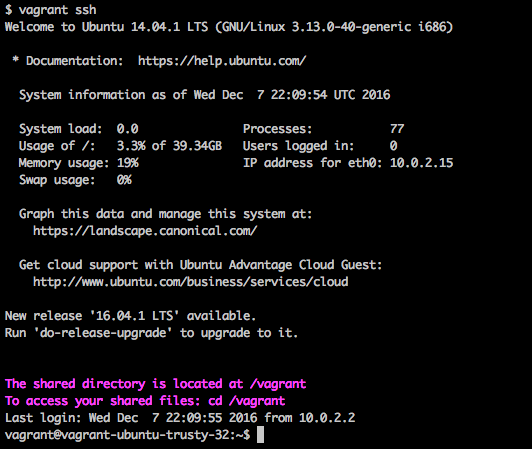 $ vagrant ssh
Welcome to Ubuntu 14.04.1 LTS (GNU/Linux 3.13.0-40-generic i686)
* Documentation:  https://help.ubuntu.com/
System information as of Wed Dec  7 22:09:54 UTC 2016
System load:  0.0               Processes:           77
Usage of /:   3.3% of 39.34GB   Users logged in:     0
Memory usage: 19%               IP address for eth0: 10.0.2.15
Swap usage:   0%
Graph this data and manage this system at:
https://landscape.canonical.com/
Get cloud support with Ubuntu Advantage Cloud Guest:
http://www.ubuntu.com/business/services/cloud
New release '16.04.1 LTS' available.
Run 'do-release-upgrade' to upgrade to it.
The shared directory is located at /vagrant
To access your shared files: cd /vagrant
Last login: Wed Dec  7 22:09:55 2016 from 10.0.2.2
vagrant@vagrant-ubuntu-trusty-32:~$